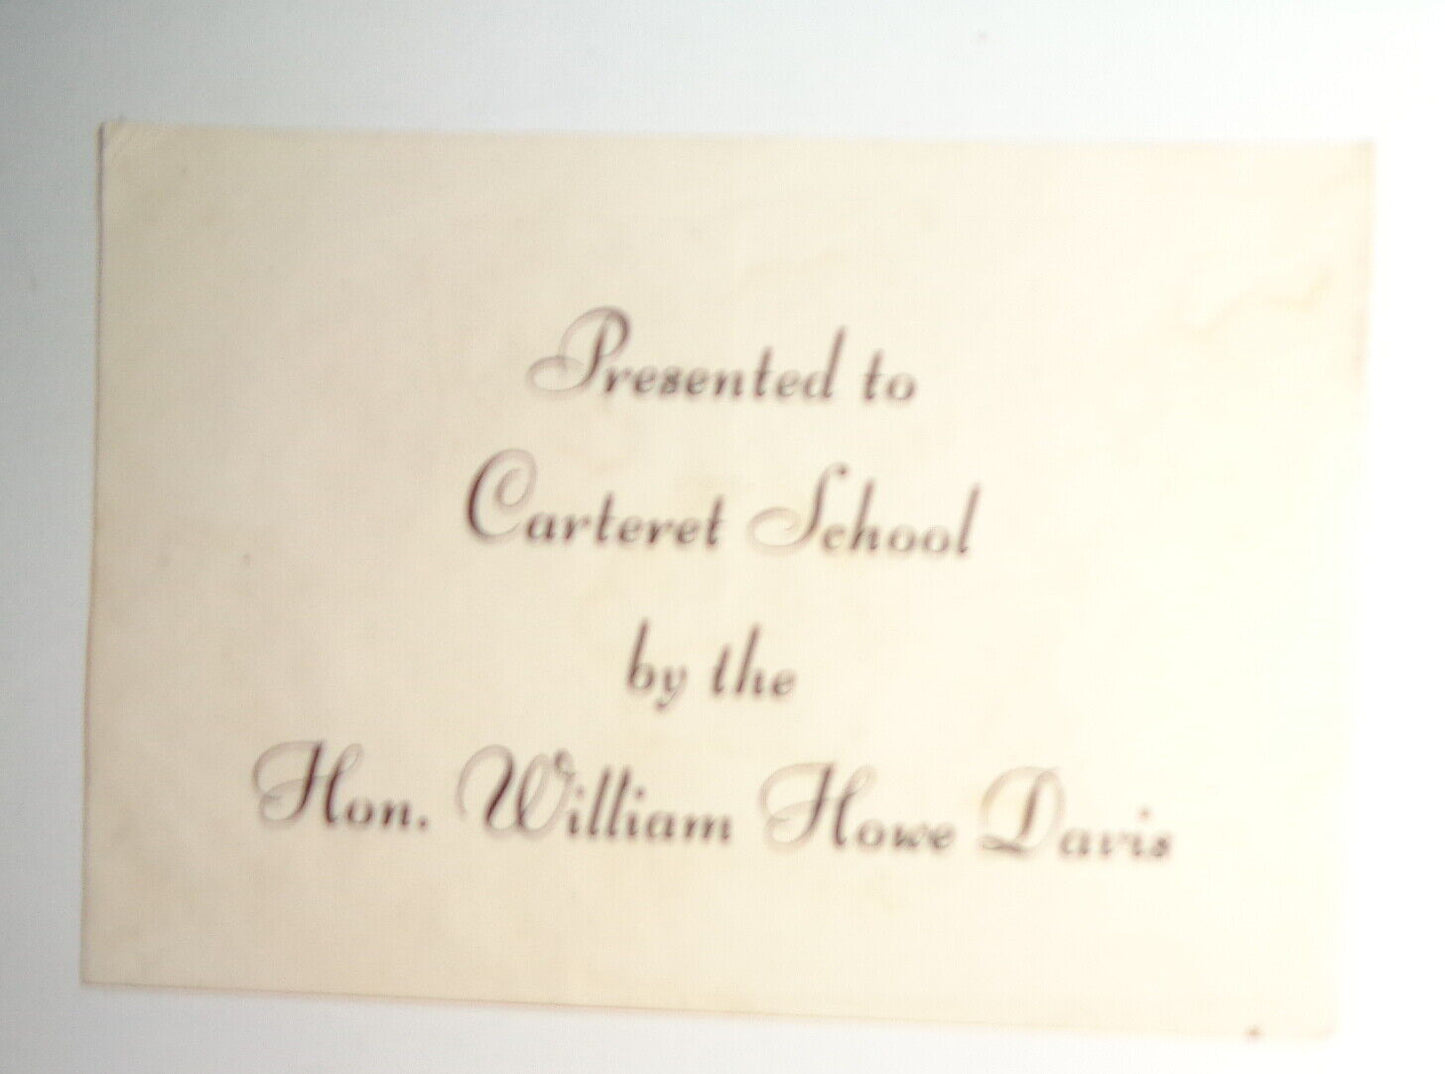 Presented to
Carteret School
by the
Hon. William Howe Davis